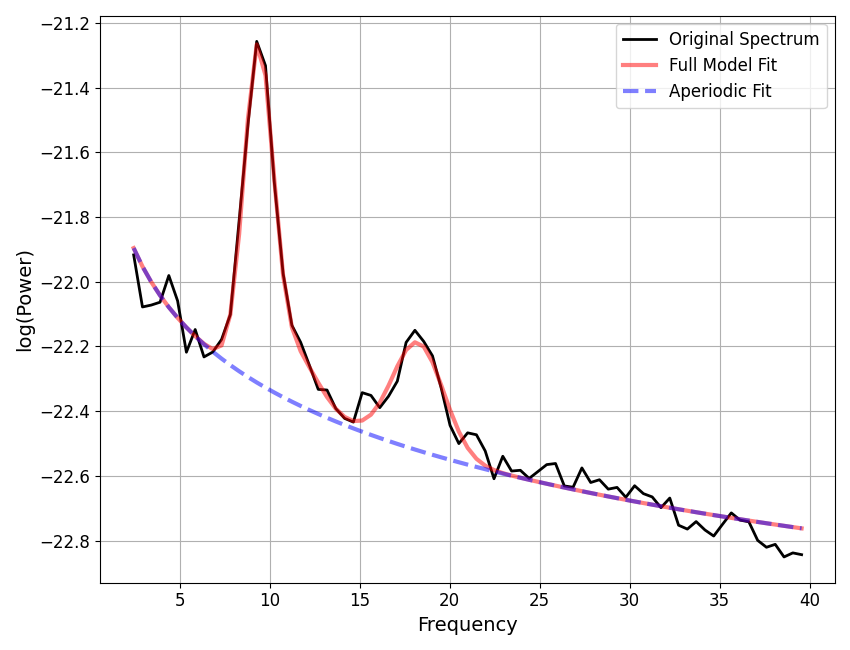 −21.2
−21.4
−21.6
−21.8
−22.0
−22.2
−22.4
−22.6
−22.8
log(Power)
Original Spectrum
Full Model Fit
Aperiodic Fit
5 10 15 20 25 30 35 40
Frequency